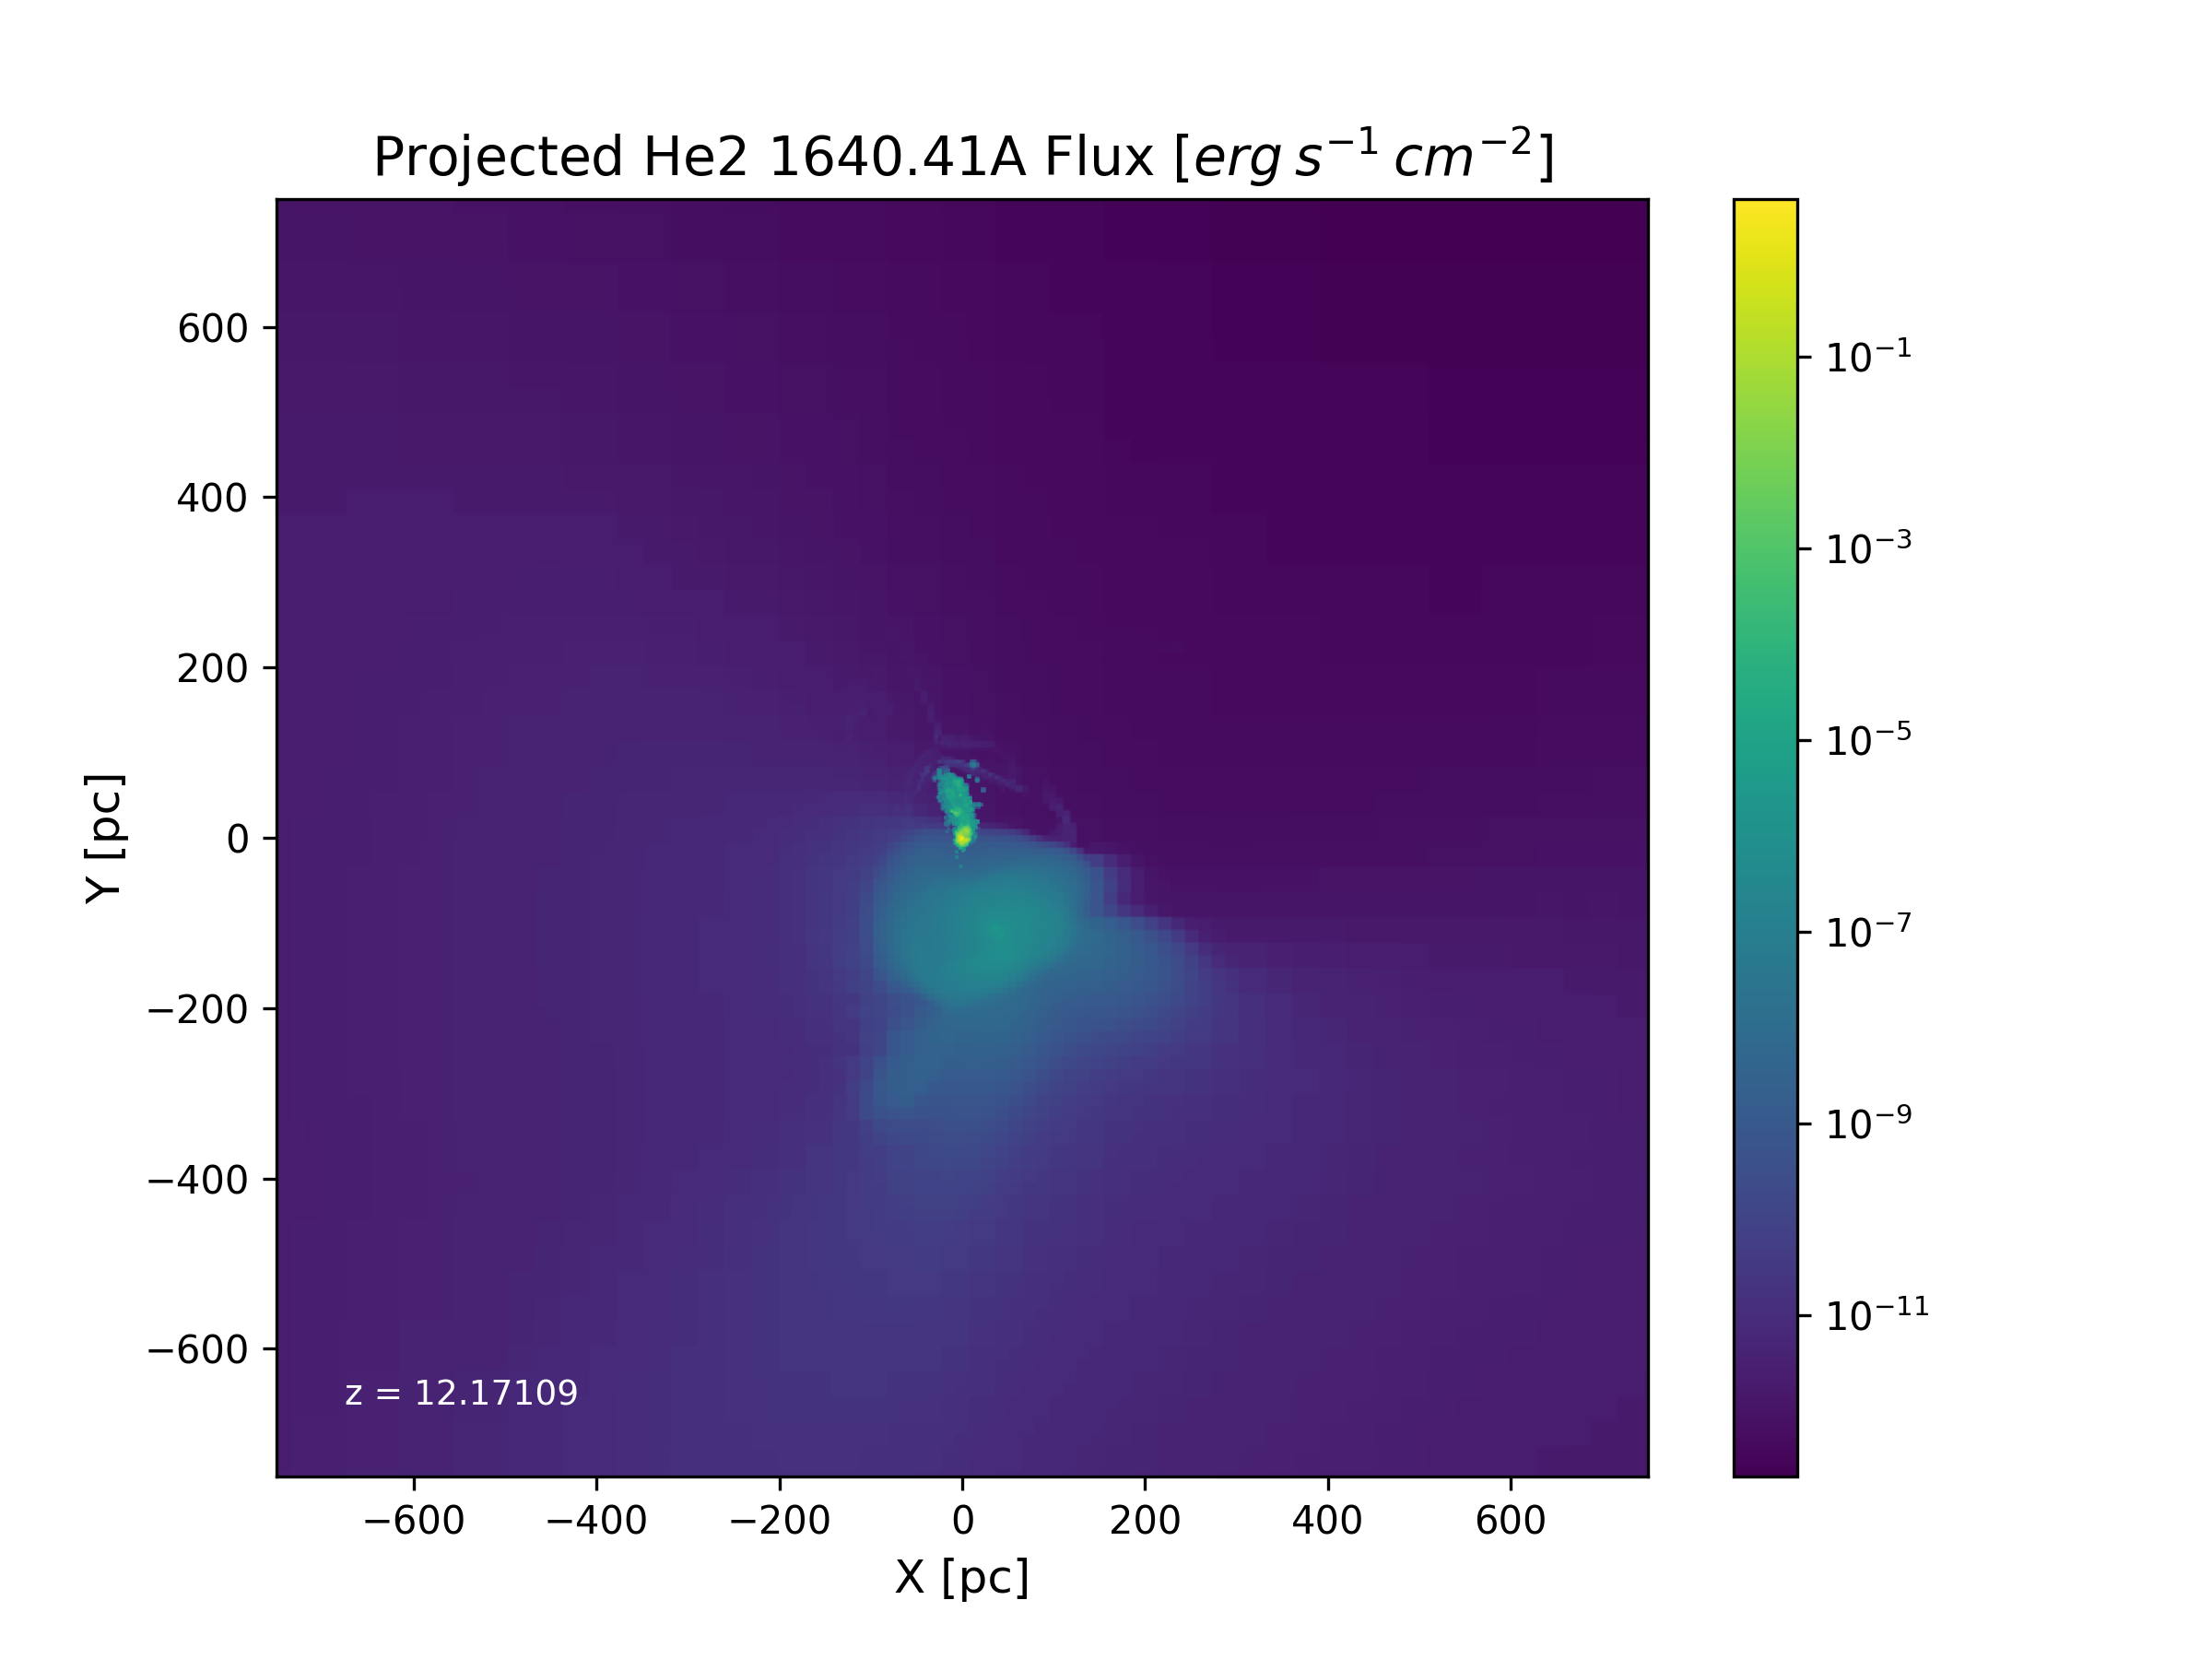 Projected He2 1640.41A Flux [erg s⁻¹ cm⁻²]
600
400
200
0
−200
−400
−600
Y [pc]
z = 12.17109
−600 −400 −200 0 200 400 600
X [pc]
10⁻¹
10⁻³
10⁻⁵
10⁻⁷
10⁻⁹
10⁻¹¹